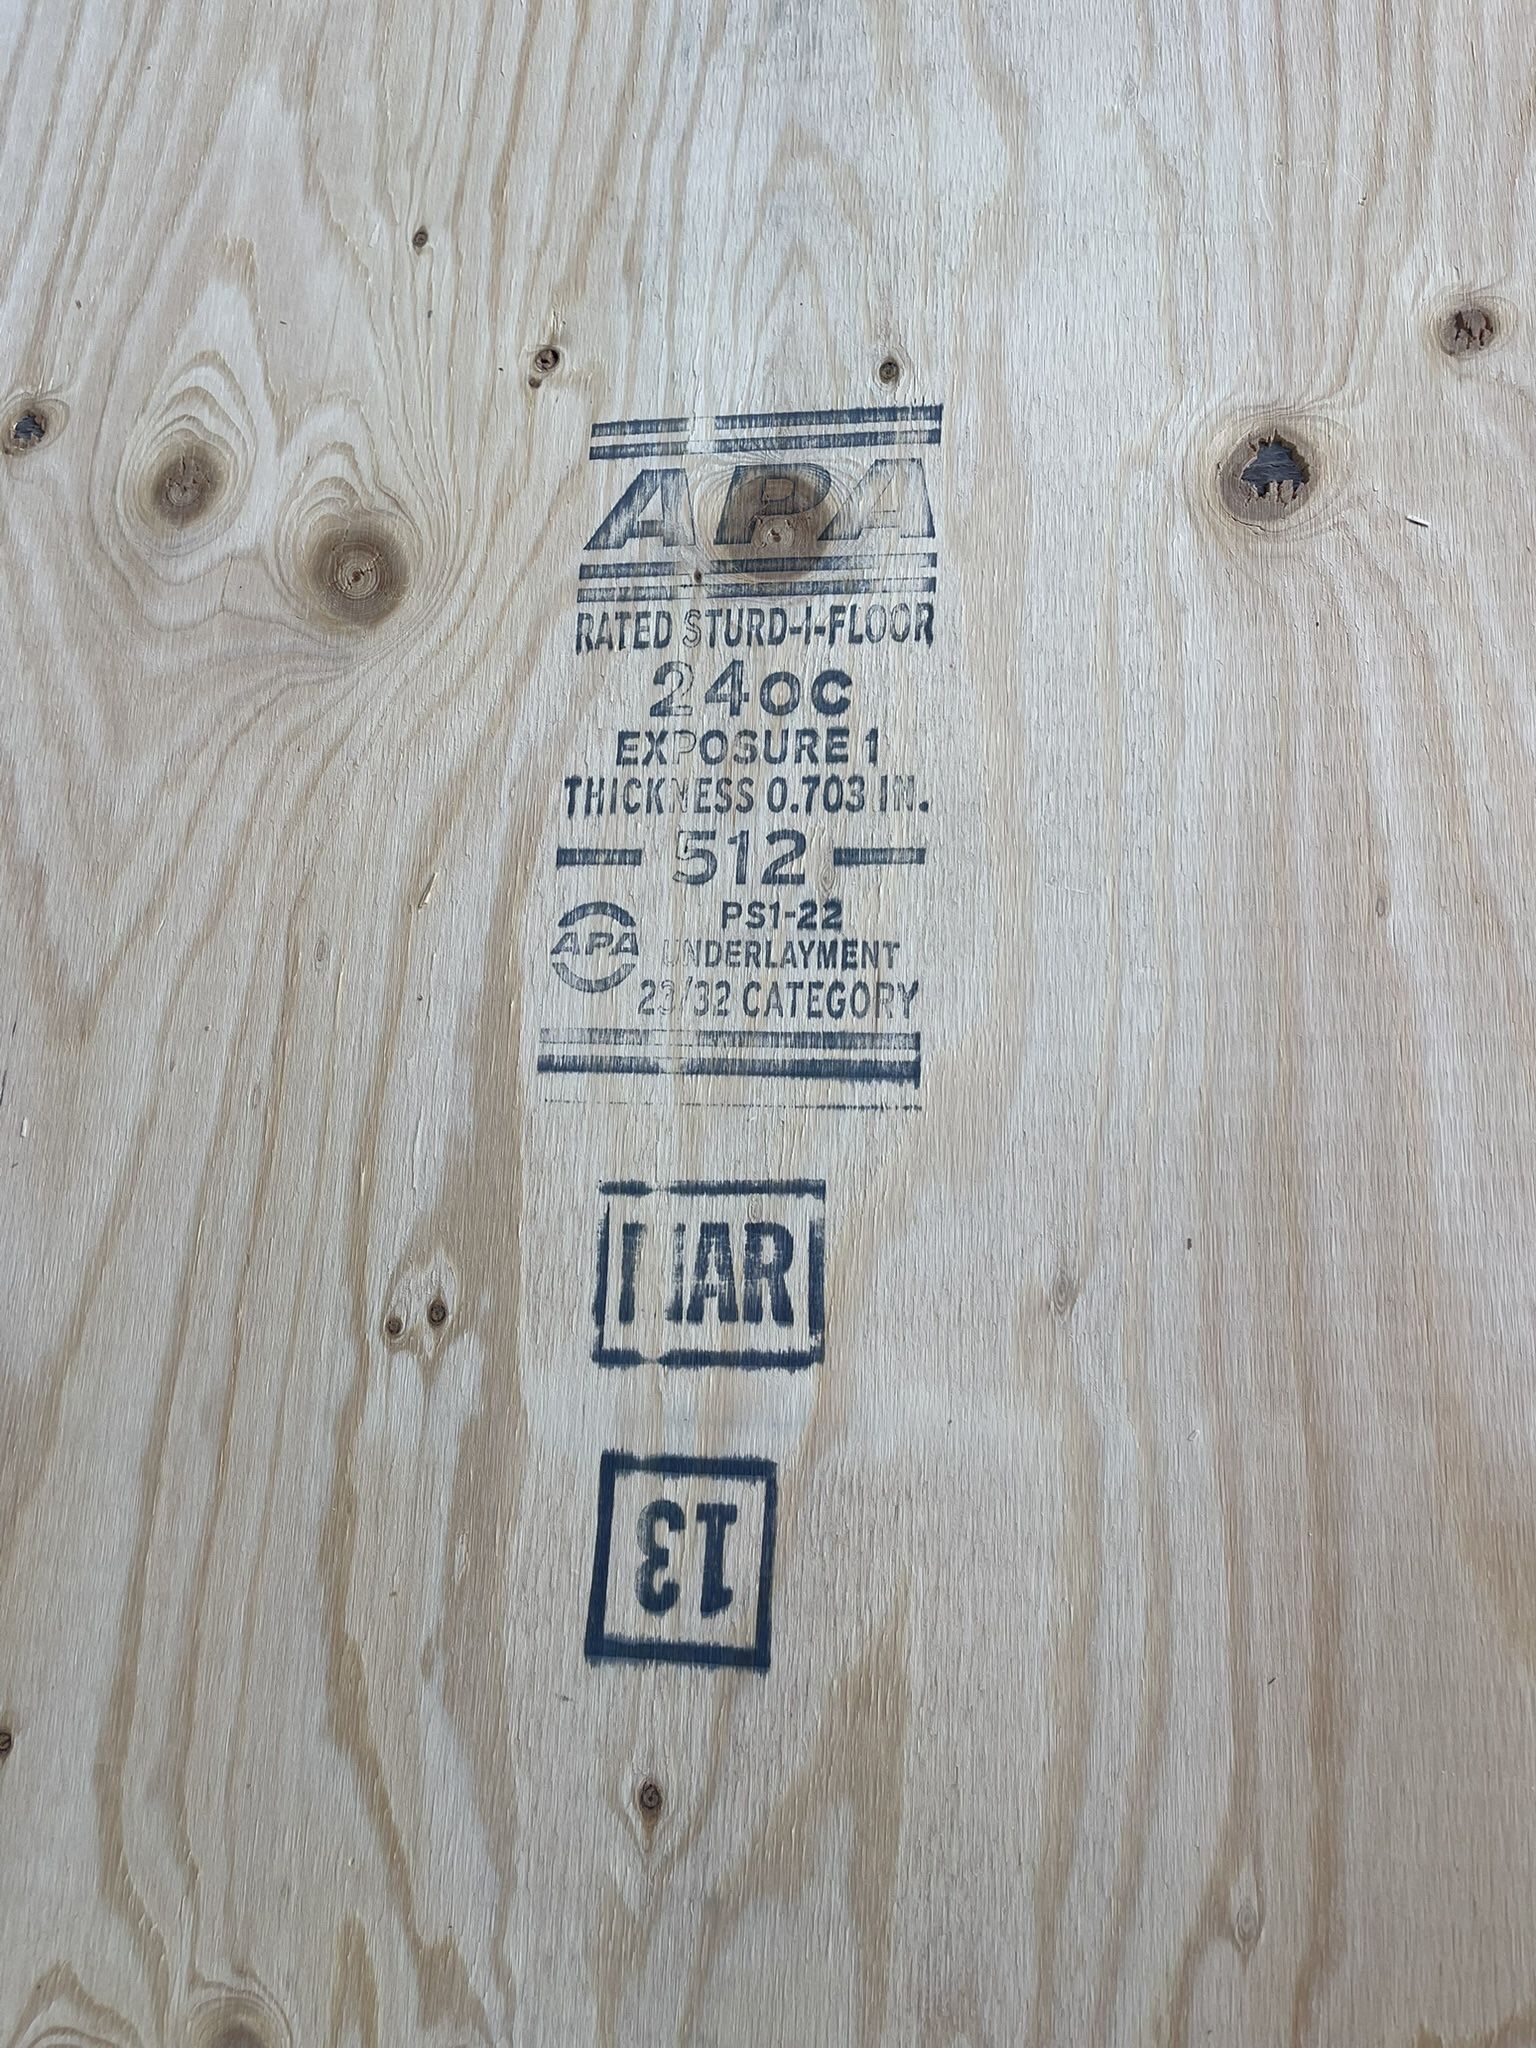 APA
RATED STURD-I-FLOOR
24OC
EXPOSURE 1
THICKNESS 0.703 IN.
512
PS1-22
APA UNDERLAYMENT
23/32 CATEGORY
13